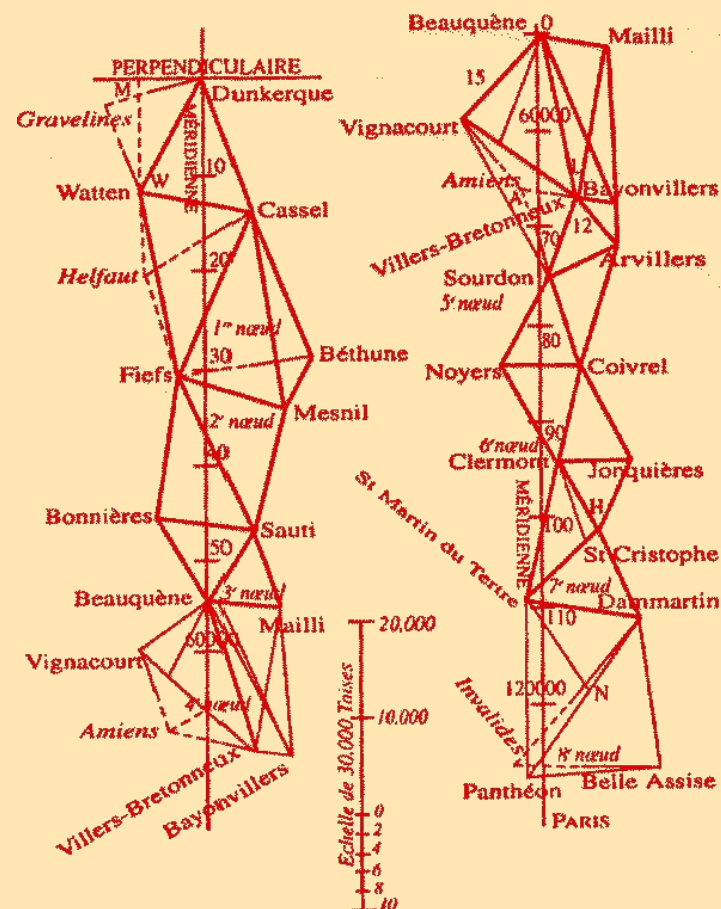 PERPENDICULAIRE
M
Dunkerque
Gravelines
MÉRIDIENNE
10
Watten
W
Cassel
20
Helfaut
1er nœud
Béthune
30
Fiefs
Mesnil
2e nœud
40
Bonnières
Sauti
50
Beauquène
3e nœud
Mailli
60000
Vignacourt
4e nœud
Amiens
Villers-Bretonneux
Bayonvillers
20,000
10,000
Echelle de 30,000 Toises
0
2
4
6
8
10
Beauquène
0
Mailli
15
60000
Vignacourt
Amiens
A
Bayonvillers
Villers-Bretonneux
12
70
Arvillers
Sourdon
5e nœud
80
Noyers
Coivrel
90
6e nœud
Clermont
Jonquières
St Martin du Tertre
MÉRIDIENNE
H
100
St Cristophe
7e nœud
Dammartin
110
120000
N
Invalides
8e nœud
Panthéon
Belle Assise
PARIS